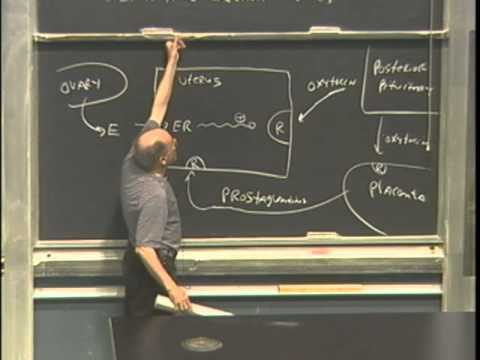 OVARY
UTERUS
OXYTOCIN
POSTERIOR
PITUITARY
E
ER
+
R
OXYTOCIN
R
R
PLACENTA
PROSTAGLANDINS